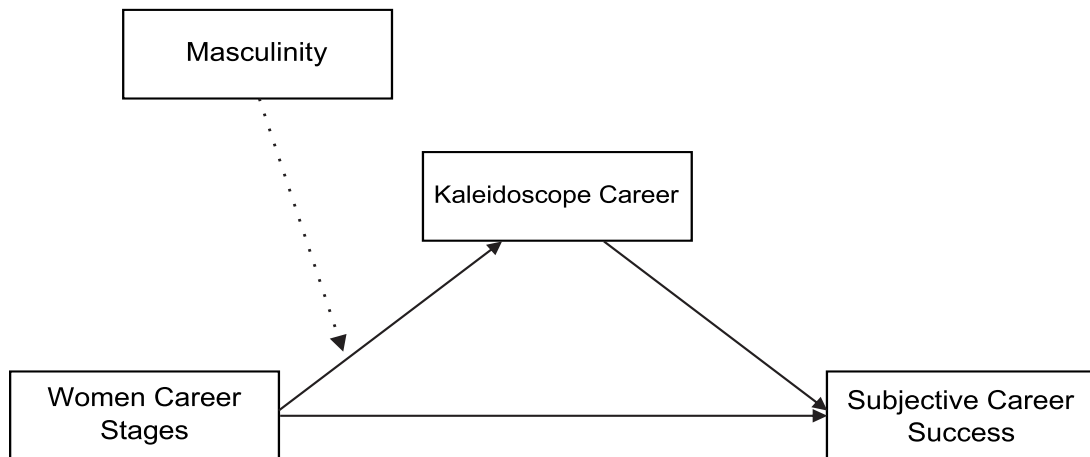 Masculinity
Kaleidoscope Career
Women Career
Stages
Subjective Career
Success